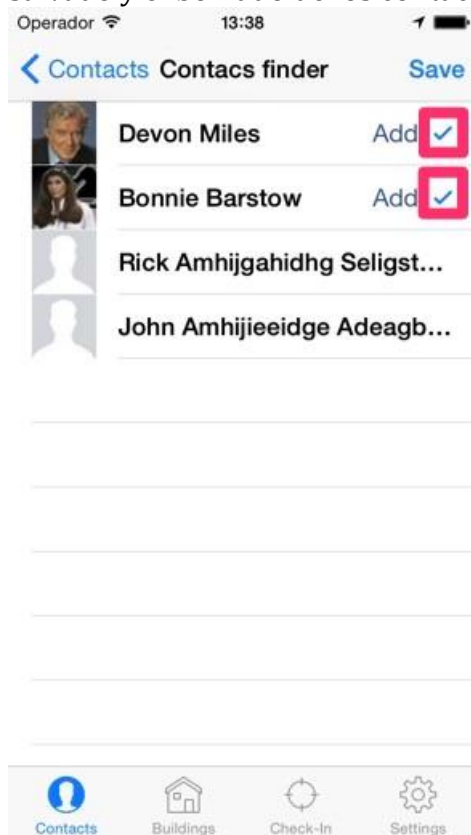 Operador 13:38
Contacts Contacs finder Save
Devon Miles Add
Bonnie Barstow Add
Rick Amhijgahidhg Seligst...
John Amhijieeidge Adeagb...
Contacts Buildings Check-In Settings